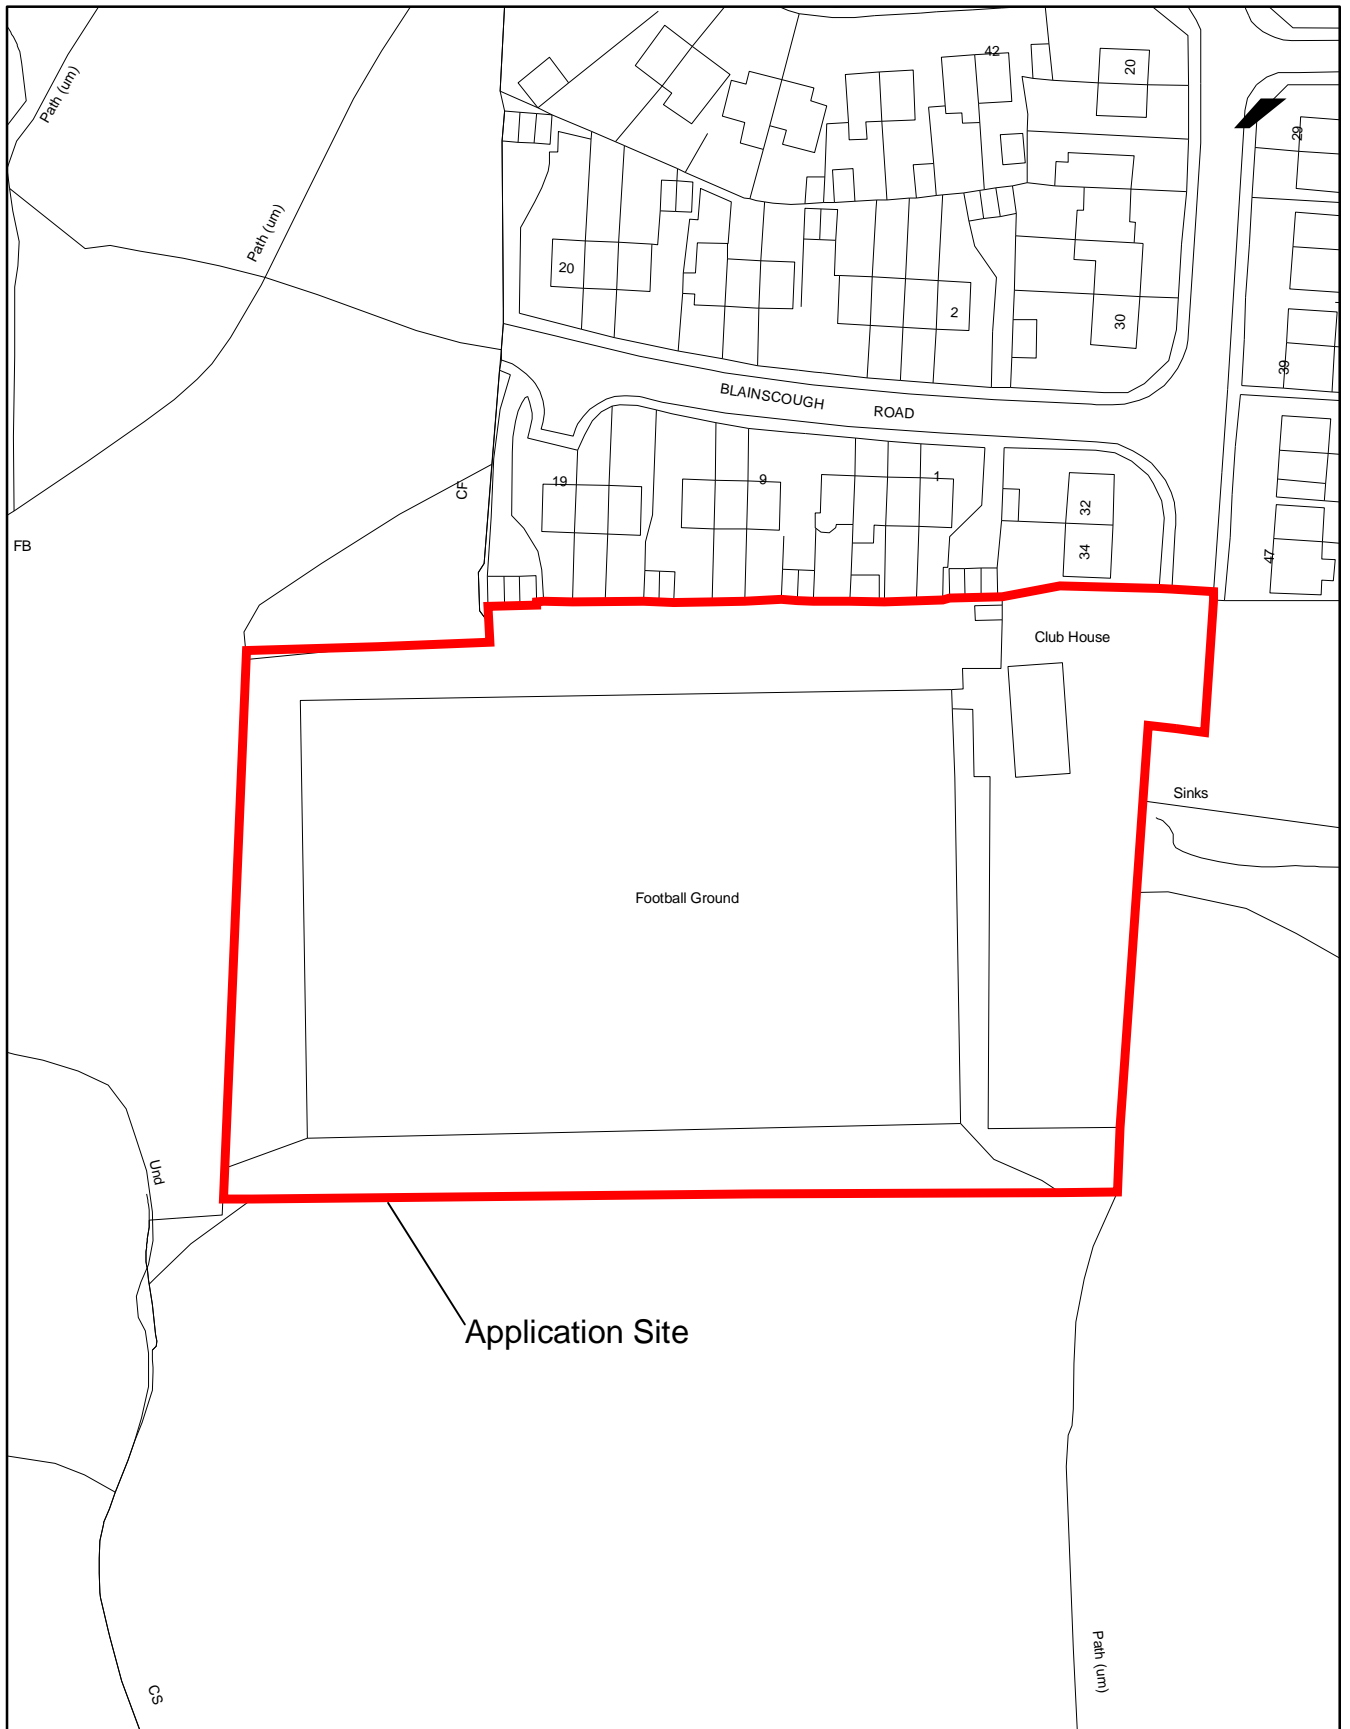 42
20
Path (um)
29
Path (um)
20
2
30
39
BLAINSCOUGH ROAD
19
9
1
CF
32
FB
34
47
Club House
Sinks
Football Ground
Und
Application Site
Path (um)
CS